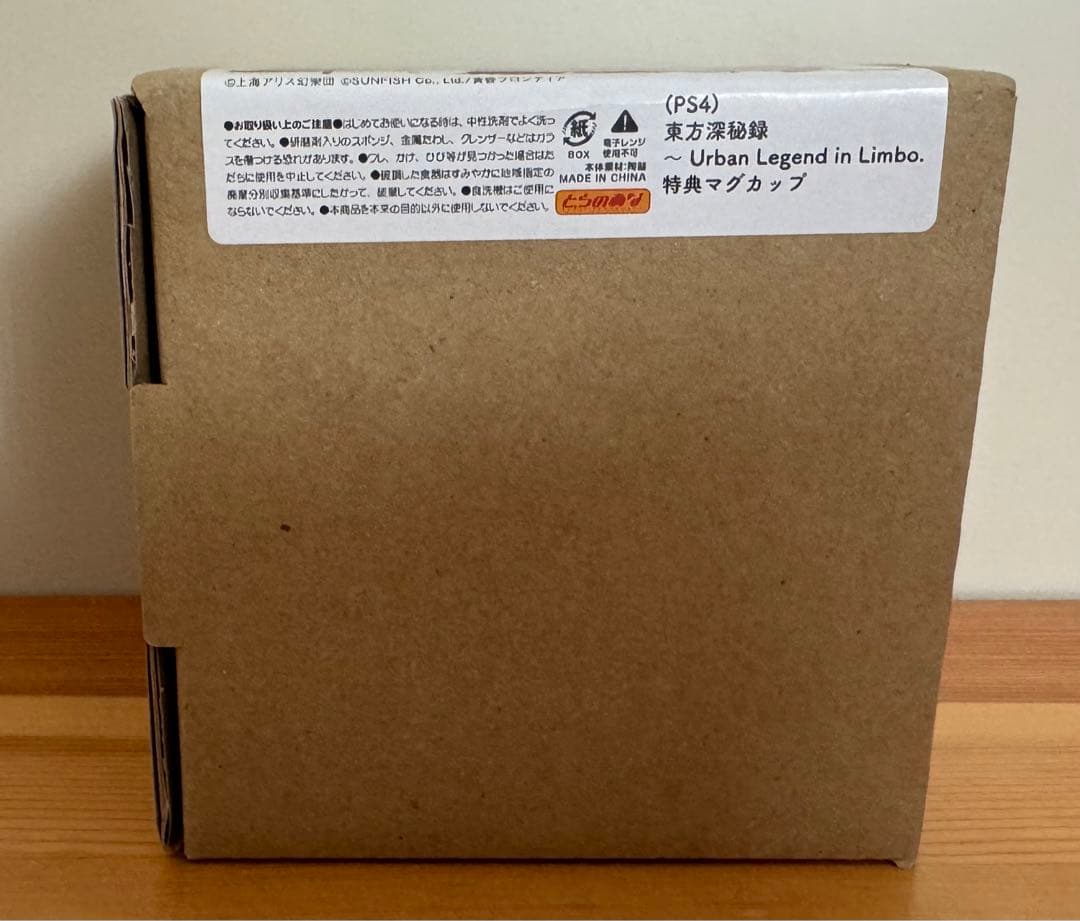 ©上海アリス幻樂団 ©SUNFISH Co., Ltd./黄昏フロンティア
●お取り扱い上のご注意●はじめてお使いになる時は、中性洗剤でよく洗っ
てください。●研磨剤入りのスポンジ、金属たわし、クレンザーなどはガラ
スを傷つける恐れがあります。●ワレ、かけ、ひび等が見つかった場合はた
だちに使用を中止してください。●破損した食器はすみやかに地域指定の
廃棄分別収集基準にしたがって、破棄してください。●食洗機はご使用に
ならないでください。●本商品を本来の目的以外に使用しないでください。
紙
BOX
電子レンジ
使用不可
本体素材:陶器
MADE IN CHINA
とらのあな
(PS4)
東方深秘録
～ Urban Legend in Limbo.
特典マグカップ